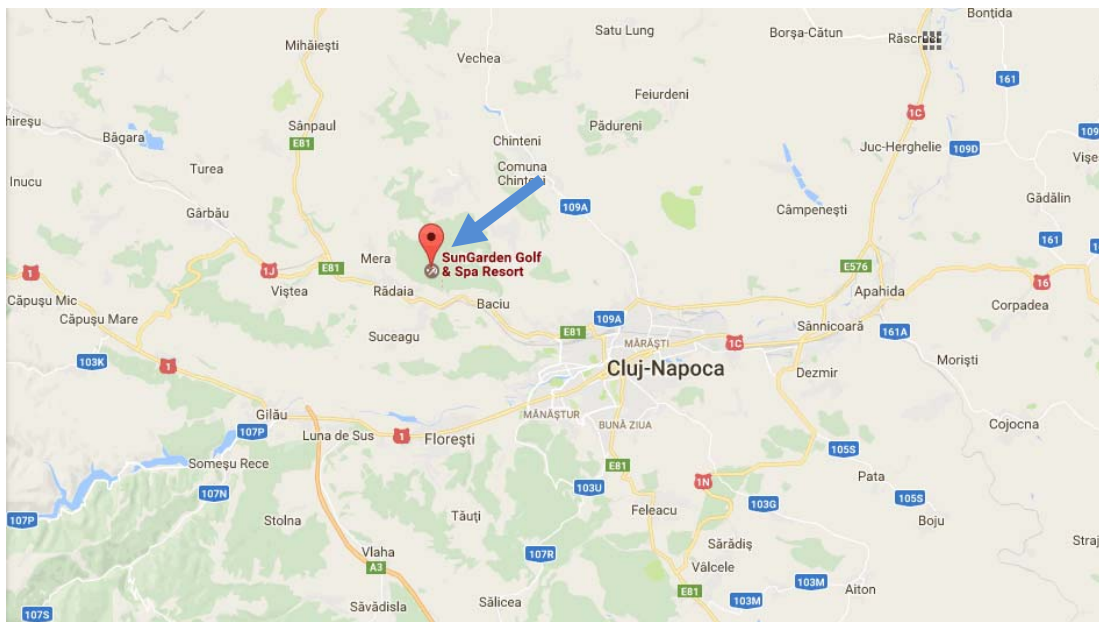 Bonțida
Satu Lung
Borșa-Cătun
Mihăiești
Vechea
161
Feiurdeni
1C
hireșu
Băgara
Sânpaul
E81
Pădureni
Chinteni
Juc-Herghelie
109D
109
Vișe
Turea
Comuna
Chinteni
Inucu
Gădălin
Gârbău
109A
Câmpenești
161
Mera
SunGarden Golf
& Spa Resort
1
1J
E81
E576
16
Viștea
Rădaia
Baciu
Apahida
Căpușu Mic
Corpadea
Căpușu Mare
109A
Sânnicoară
161A
Suceagu
E81
MĂRĂȘTI
1C
103K
1
Cluj-Napoca
Dezmir
Morișți
Gilău
MĂNĂȘTUR
BUNĂ ZIUA
Cojocna
107P
Luna de Sus
1
Florești
105S
Someșu Rece
E81
Pata
107N
103U
1N
103G
105S
107P
Stolna
Tăuți
Feleacu
Boju
Vlaha
107R
Sărădiș
Straj
A3
Vâlcele
Săvădisla
Sălicea
E81
103M
103M
Aiton
107S